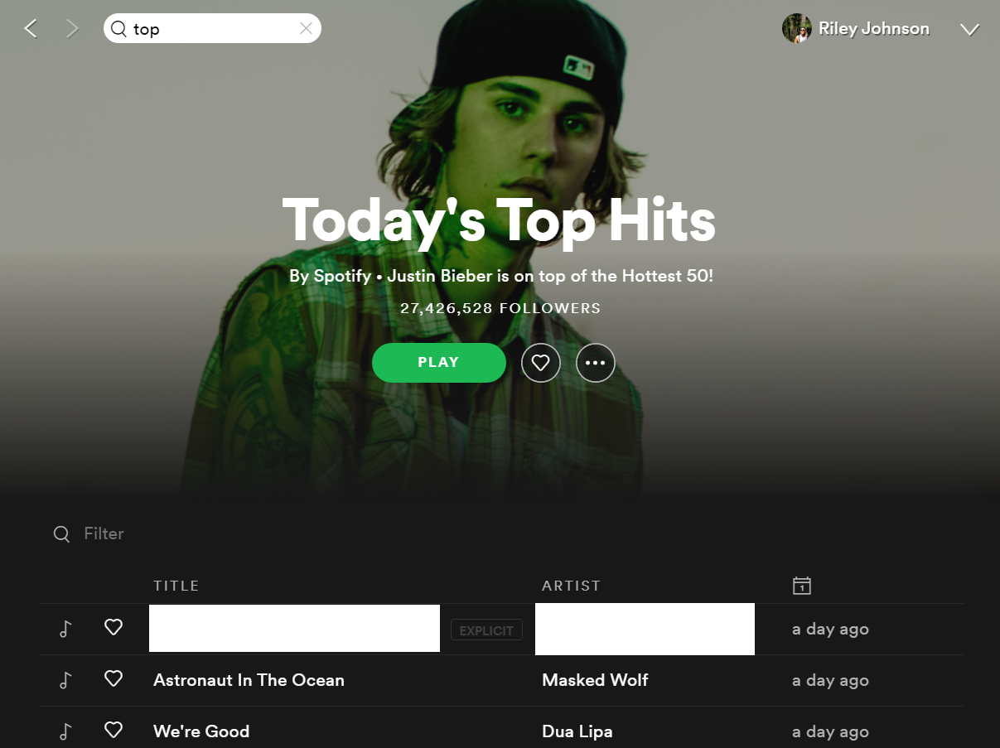 top
Riley Johnson
Today's Top Hits
By Spotify • Justin Bieber is on top of the Hottest 50!
27,426,528 FOLLOWERS
PLAY
Filter
TITLE ARTIST 1
EXPLICIT a day ago
Astronaut In The Ocean Masked Wolf a day ago
We're Good Dua Lipa a day ago